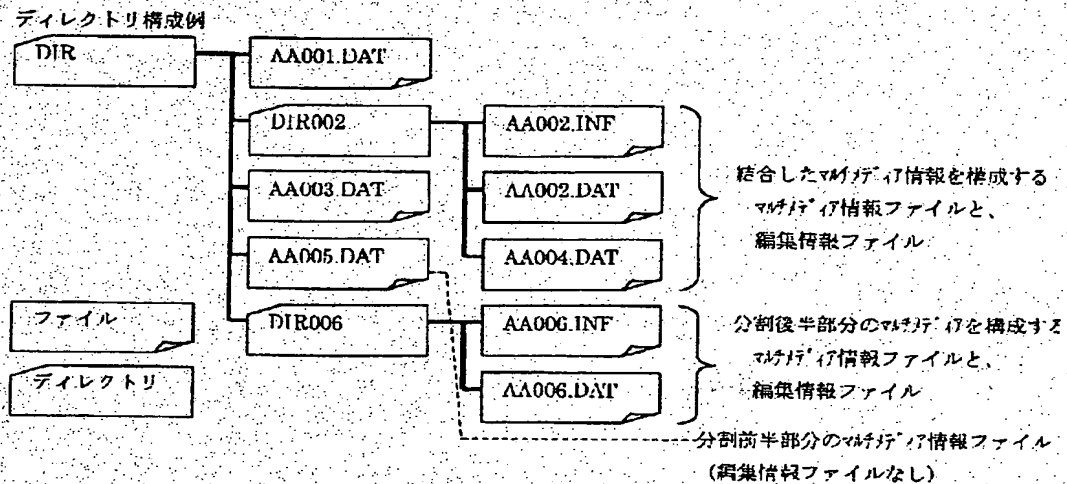 ディレクトリ構成例
DIR
AA001.DAT
DIR002
AA002.INF
AA003.DAT
AA002.DAT
AA005.DAT
AA004.DAT
結合したﾏﾙﾁﾒﾃﾞｨｱ情報を構成する
ﾏﾙﾁﾒﾃﾞｨｱ情報ファイルと、
編集情報ファイル
ファイル
ディレクトリ
DIR006
AA006.INF
AA006.DAT
分割後半部分のﾏﾙﾁﾒﾃﾞｨｱを構成する
ﾏﾙﾁﾒﾃﾞｨｱ情報ファイルと、
編集情報ファイル
分割前半部分のﾏﾙﾁﾒﾃﾞｨｱ情報ファイル
(編集情報ファイルなし)